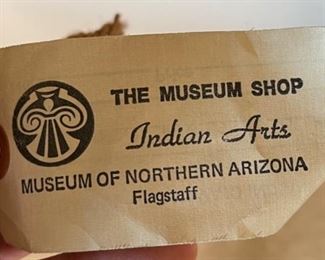 THE MUSEUM SHOP
Indian Arts
MUSEUM OF NORTHERN ARIZONA
Flagstaff